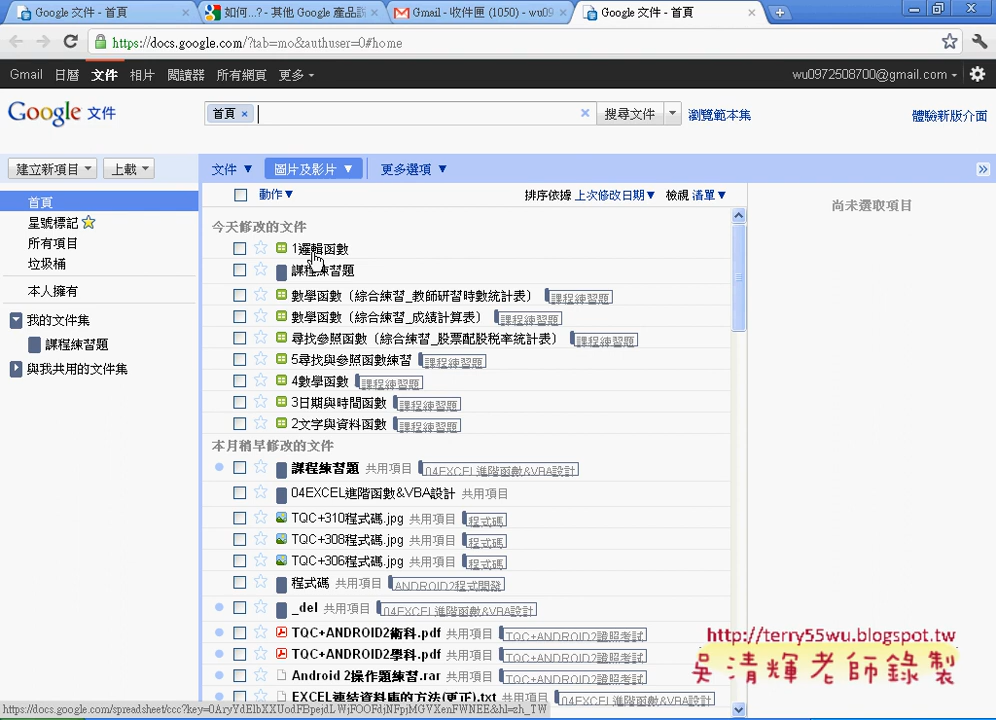 Google 文件 - 首頁
如何...? - 其他 Google 產品討
Gmail - 收件匣 (1050) - wu09
Google 文件 - 首頁
https://docs.google.com/?tab=mo&authuser=0#home
Gmail 日曆 文件 相片 閱讀器 所有網頁 更多
wu0972508700@gmail.com
Google 文件
首頁 ×
搜尋文件
瀏覽範本集
體驗新版介面
建立新項目
上載
文件 圖片及影片 更多選項
首頁
星號標記
所有項目
垃圾桶
本人擁有
我的文件集
課程練習題
與我共用的文件集
動作
排序依據 上次修改日期 檢視 清單
尚未選取項目
今天修改的文件
1邏輯函數
課程練習題
數學函數〔綜合練習_教師研習時數統計表〕 課程練習題
數學函數〔綜合練習_成績計算表〕 課程練習題
尋找參照函數〔綜合練習_股票配股稅率統計表〕 課程練習題
5尋找與參照函數練習 課程練習題
4數學函數 課程練習題
3日期與時間函數 課程練習題
2文字與資料函數 課程練習題
本月稍早修改的文件
課程練習題 共用項目 04EXCEL進階函數&VBA設計
04EXCEL進階函數&VBA設計 共用項目
TQC+310程式碼.jpg 共用項目 程式碼
TQC+308程式碼.jpg 共用項目 程式碼
TQC+306程式碼.jpg 共用項目 程式碼
程式碼 共用項目 ANDROID2程式開發
_del 共用項目 04EXCEL進階函數&VBA設計
TQC+ANDROID2術科.pdf 共用項目 TQC+ANDROID2證照考試
TQC+ANDROID2學科.pdf 共用項目 TQC+ANDROID2證照考試
Android 2操作題練習.rar 共用項目 TQC+ANDROID2證照考試
EXCEL連結資料庫的方法(更正).txt 共用項目 04EXCEL進階函數&VBA設計
http://terry55wu.blogspot.tw
吳清輝老師錄製
https://docs.google.com/spreadsheet/ccc?key=0AryYdElbXXUodFBpejdLWjFOOFdjNFpjMGVXenFWNEE&hl=zh_TW